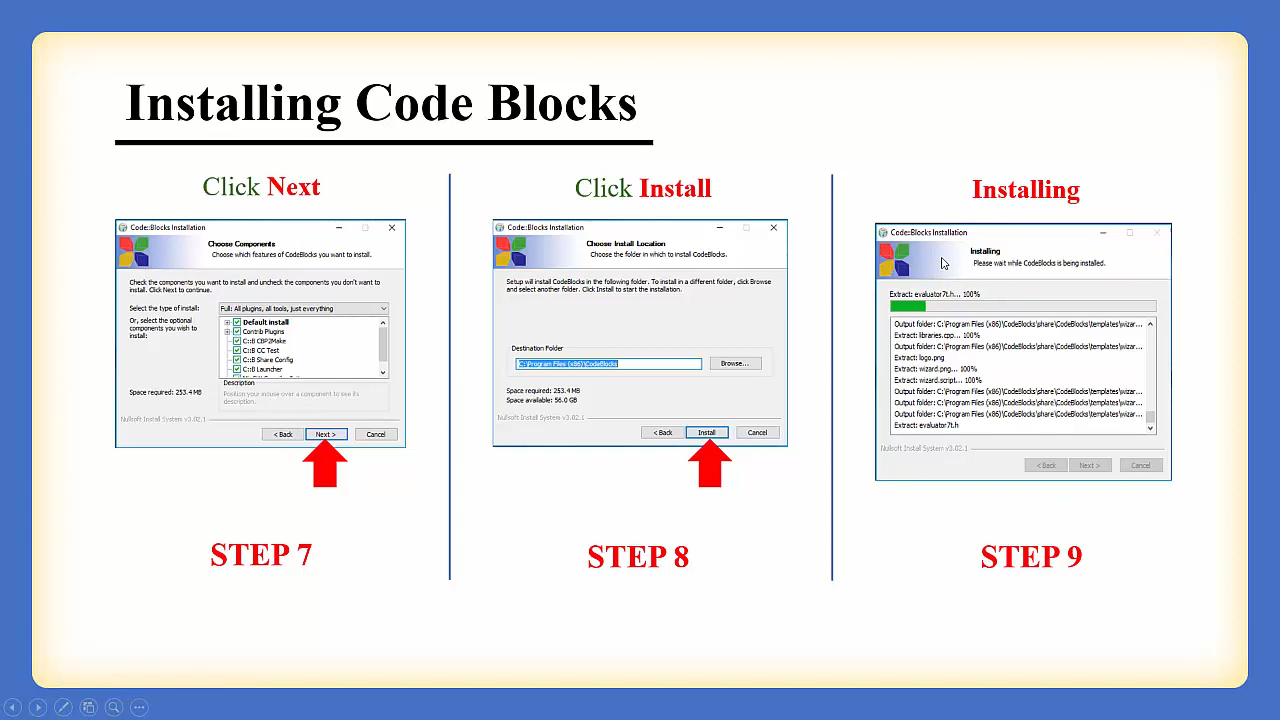 Installing Code Blocks
Click Next
Code::Blocks Installation
Choose Components
Choose which features of CodeBlocks you want to install.
Check the components you want to install and uncheck the components you don't want to
install. Click Next to continue.
Select the type of install:
Full: All plugins, all tools, just everything
Or, select the optional
components you wish to
install:
Default install
Contrib Plugins
C::B CBP2Make
C::B CC Test
C::B Share Config
C::B Launcher
Space required: 253.4 MB
Description
Position your mouse over a component to see its
description.
Nullsoft Install System v3.02.1
< Back
Next >
Cancel
STEP 7
Click Install
Code::Blocks Installation
Choose Install Location
Choose the folder in which to install CodeBlocks.
Setup will install CodeBlocks in the following folder. To install in a different folder, click Browse
and select another folder. Click Install to start the installation.
Destination Folder
C:\Program Files (x86)\CodeBlocks
Browse...
Space required: 253.4 MB
Space available: 56.0 GB
Nullsoft Install System v3.02.1
< Back
Install
Cancel
STEP 8
Installing
Code::Blocks Installation
Installing
Please wait while CodeBlocks is being installed.
Extract: evaluator7t.h... 100%
Output folder: C:\Program Files (x86)\CodeBlocks\share\CodeBlocks\templates\wizar...
Extract: libraries.cpp... 100%
Output folder: C:\Program Files (x86)\CodeBlocks\share\CodeBlocks\templates\wizar...
Extract: logo.png
Extract: wizard.png... 100%
Extract: wizard.script... 100%
Output folder: C:\Program Files (x86)\CodeBlocks\share\CodeBlocks\templates\wizar...
Output folder: C:\Program Files (x86)\CodeBlocks\share\CodeBlocks\templates\wizar...
Output folder: C:\Program Files (x86)\CodeBlocks\share\CodeBlocks\templates\wizar...
Extract: evaluator7t.h
Nullsoft Install System v3.02.1
< Back
Next >
Cancel
STEP 9